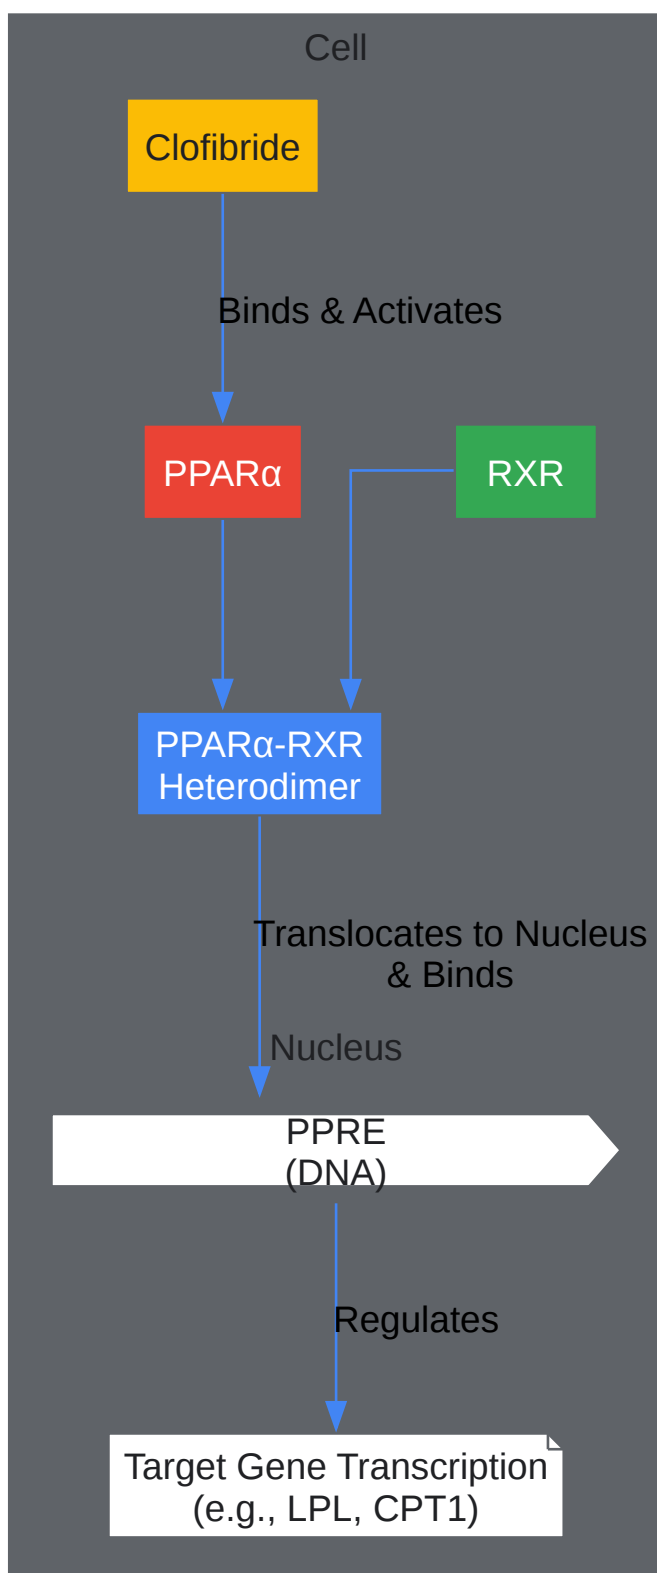 Cell
Clofibride
Binds & Activates
PPARα
RXR
PPARα-RXR
Heterodimer
Translocates to Nucleus
& Binds
Nucleus
PPRE
(DNA)
Regulates
Target Gene Transcription
(e.g., LPL, CPT1)